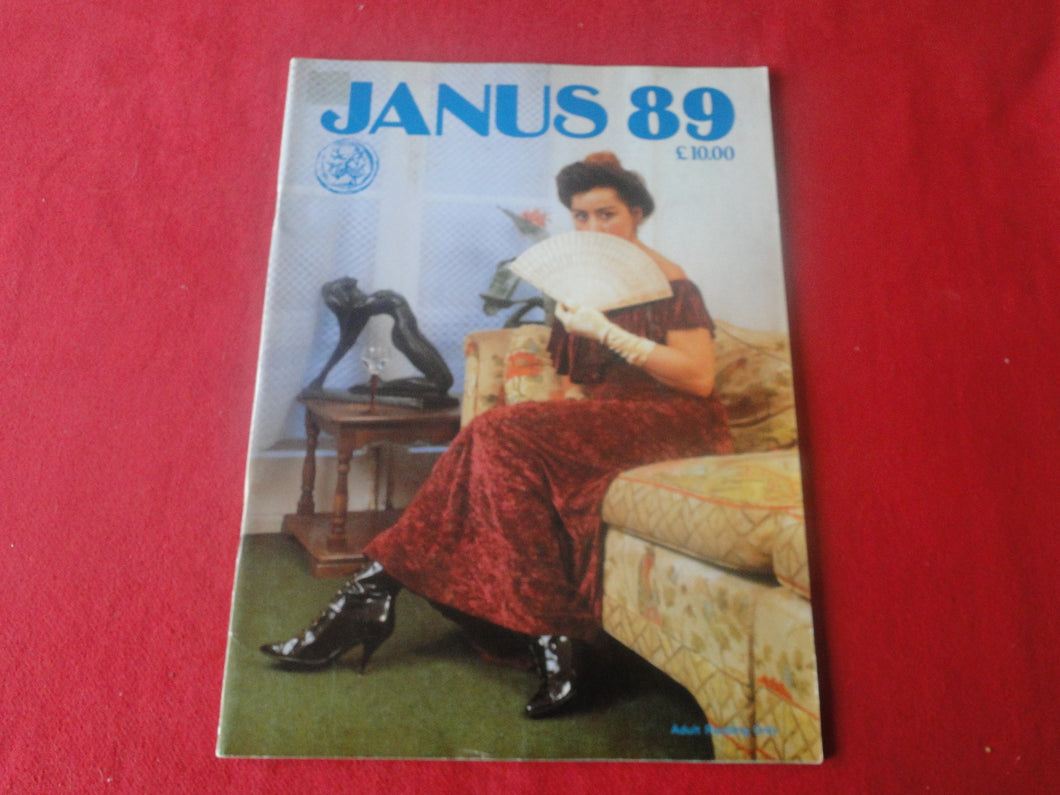 JANUS 89
£10.00
Adult Reading Only